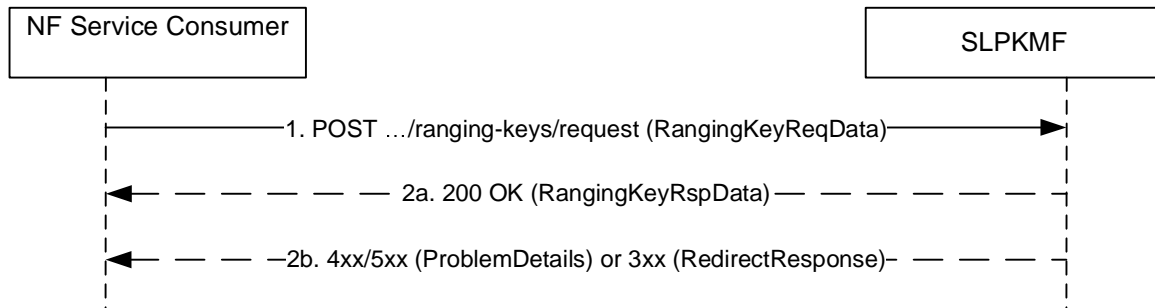 NF Service Consumer
SLPKMF
1. POST …/ranging-keys/request (RangingKeyReqData)
2a. 200 OK (RangingKeyRspData)
2b. 4xx/5xx (ProblemDetails) or 3xx (RedirectResponse)